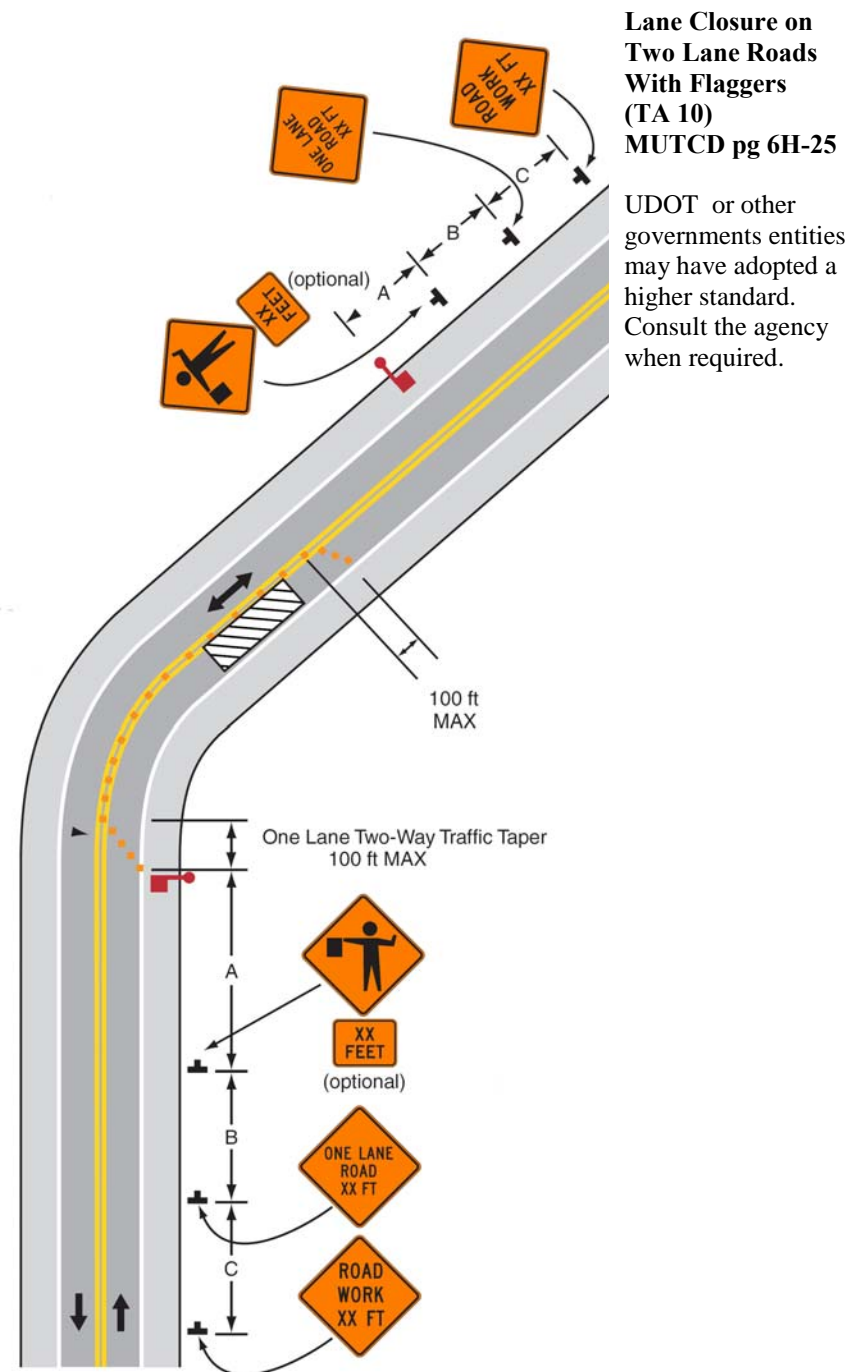 Lane Closure on
Two Lane Roads
With Flaggers
(TA 10)
MUTCD pg 6H-25
UDOT or other
governments entities
may have adopted a
higher standard.
Consult the agency
when required.
ROAD
WORK
XX FT
ONE LANE
ROAD
XX FT
C
B
A
(optional)
XX
FEET
100 ft
MAX
One Lane Two-Way Traffic Taper
100 ft MAX
A
XX
FEET
(optional)
B
ONE LANE
ROAD
XX FT
C
ROAD
WORK
XX FT